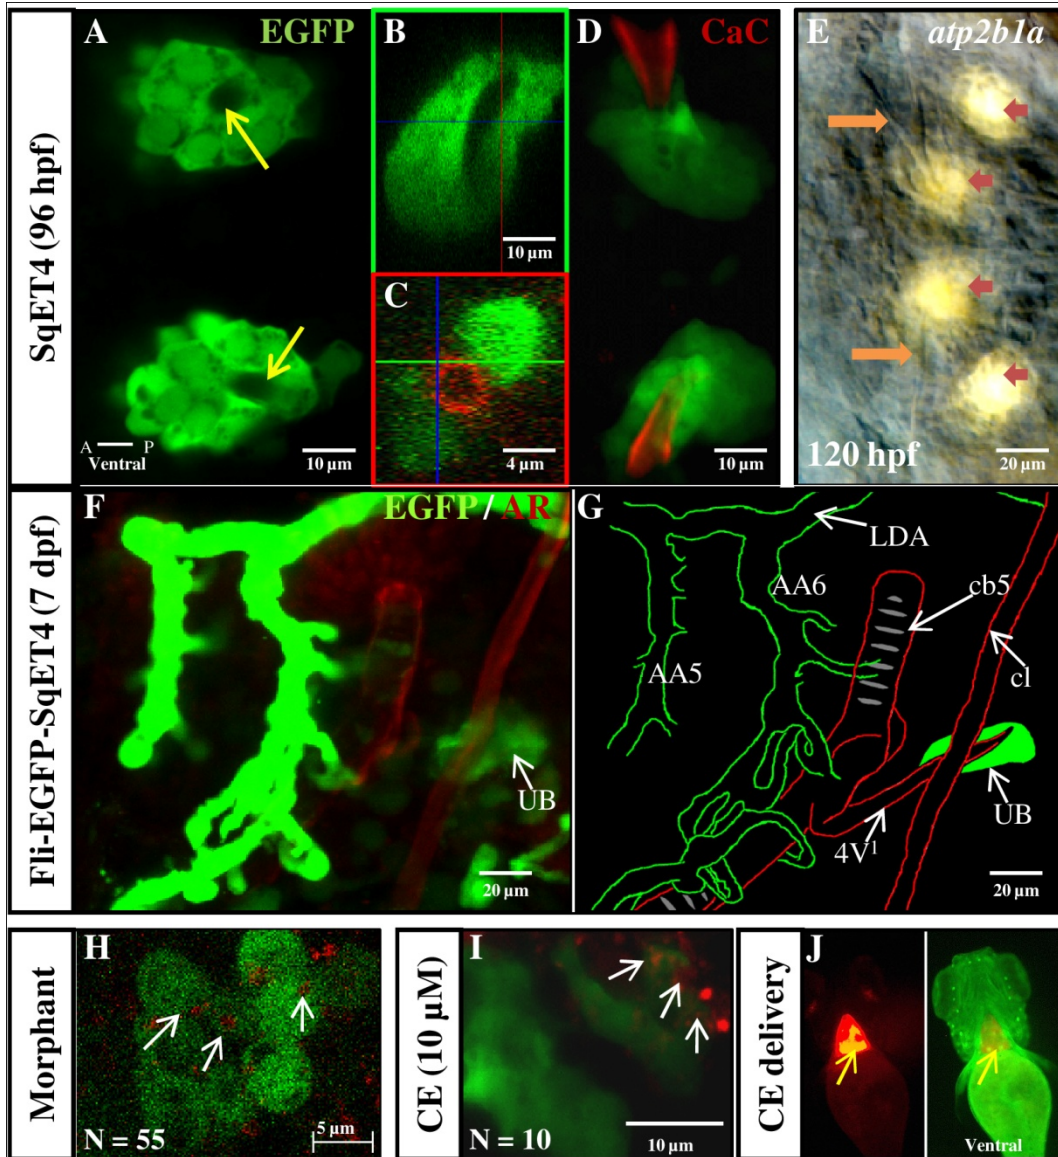 SqET4 (96 hpf)
A
EGFP
A P
Ventral
10 µm
B
10 µm
C
4 µm
D
CaC
10 µm
E
atp2b1a
120 hpf
20 µm
Fli-EGFP-SqET4 (7 dpf)
F
EGFP / AR
UB
20 µm
G
LDA
AA6
cb5
AA5
cl
UB
4V¹
20 µm
Morphant
H
N = 55
5 µm
CE (10 µM)
I
N = 10
10 µm
CE delivery
J
Ventral